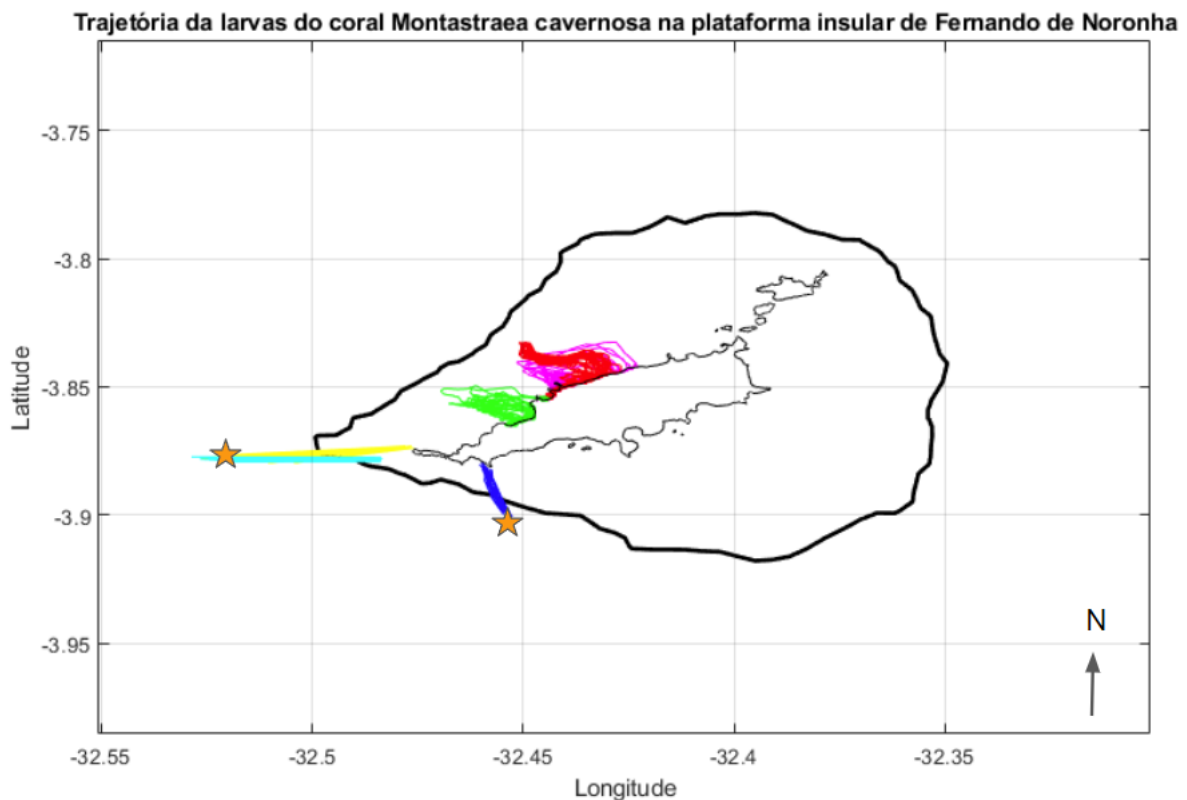 Trajetória da larvas do coral Montastraea cavernosa na plataforma insular de Fernando de Noronha
-3.75
-3.8
-3.85
-3.9
-3.95
Latitude
N
-32.55
-32.5
-32.45
-32.4
-32.35
Longitude